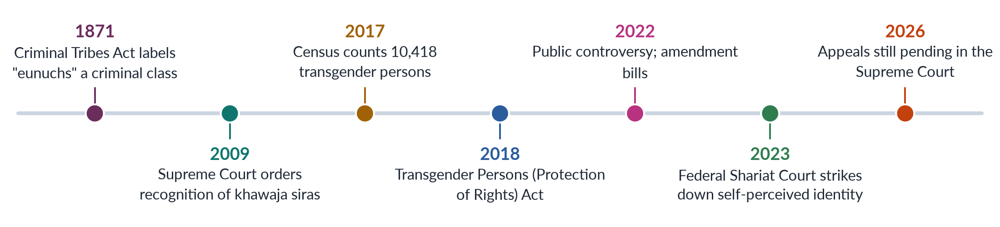 1871
Criminal Tribes Act labels
"eunuchs" a criminal class
2009
Supreme Court orders
recognition of khawaja siras
2017
Census counts 10,418
transgender persons
2018
Transgender Persons (Protection
of Rights) Act
2022
Public controversy; amendment
bills
2023
Federal Shariat Court strikes
down self-perceived identity
2026
Appeals still pending in the
Supreme Court